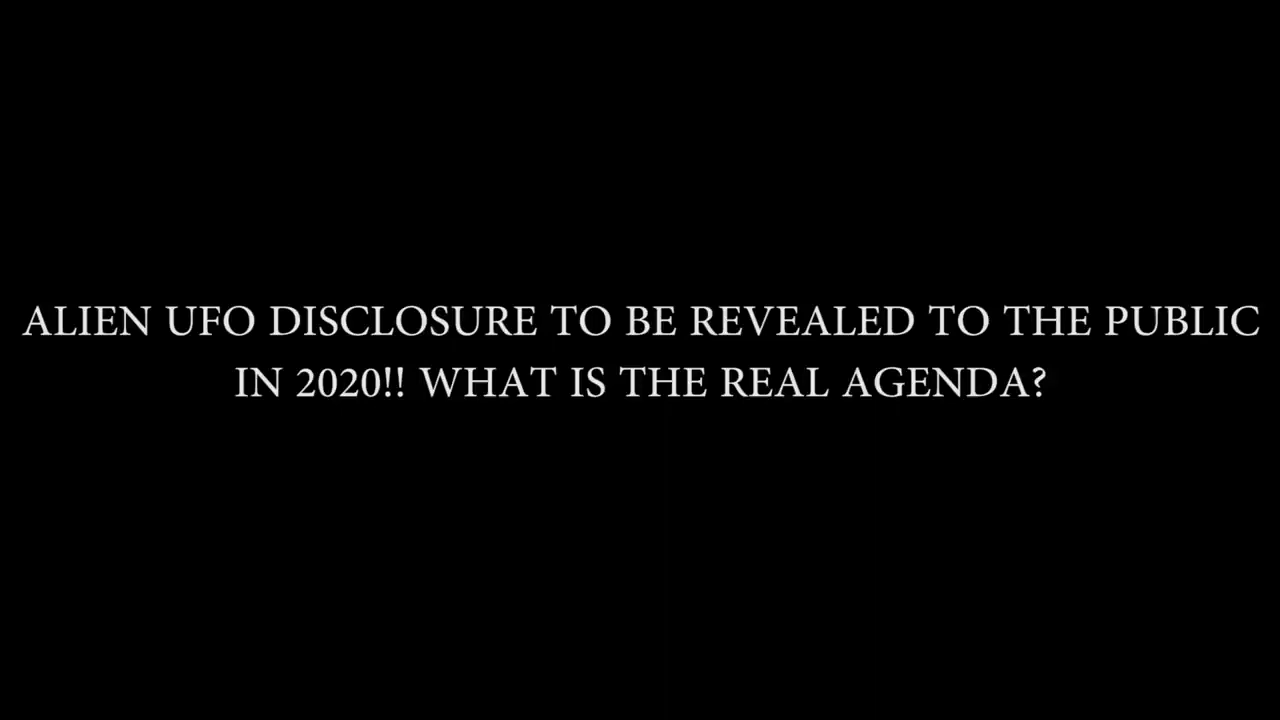 ALIEN UFO DISCLOSURE TO BE REVEALED TO THE PUBLIC
IN 2020!! WHAT IS THE REAL AGENDA?